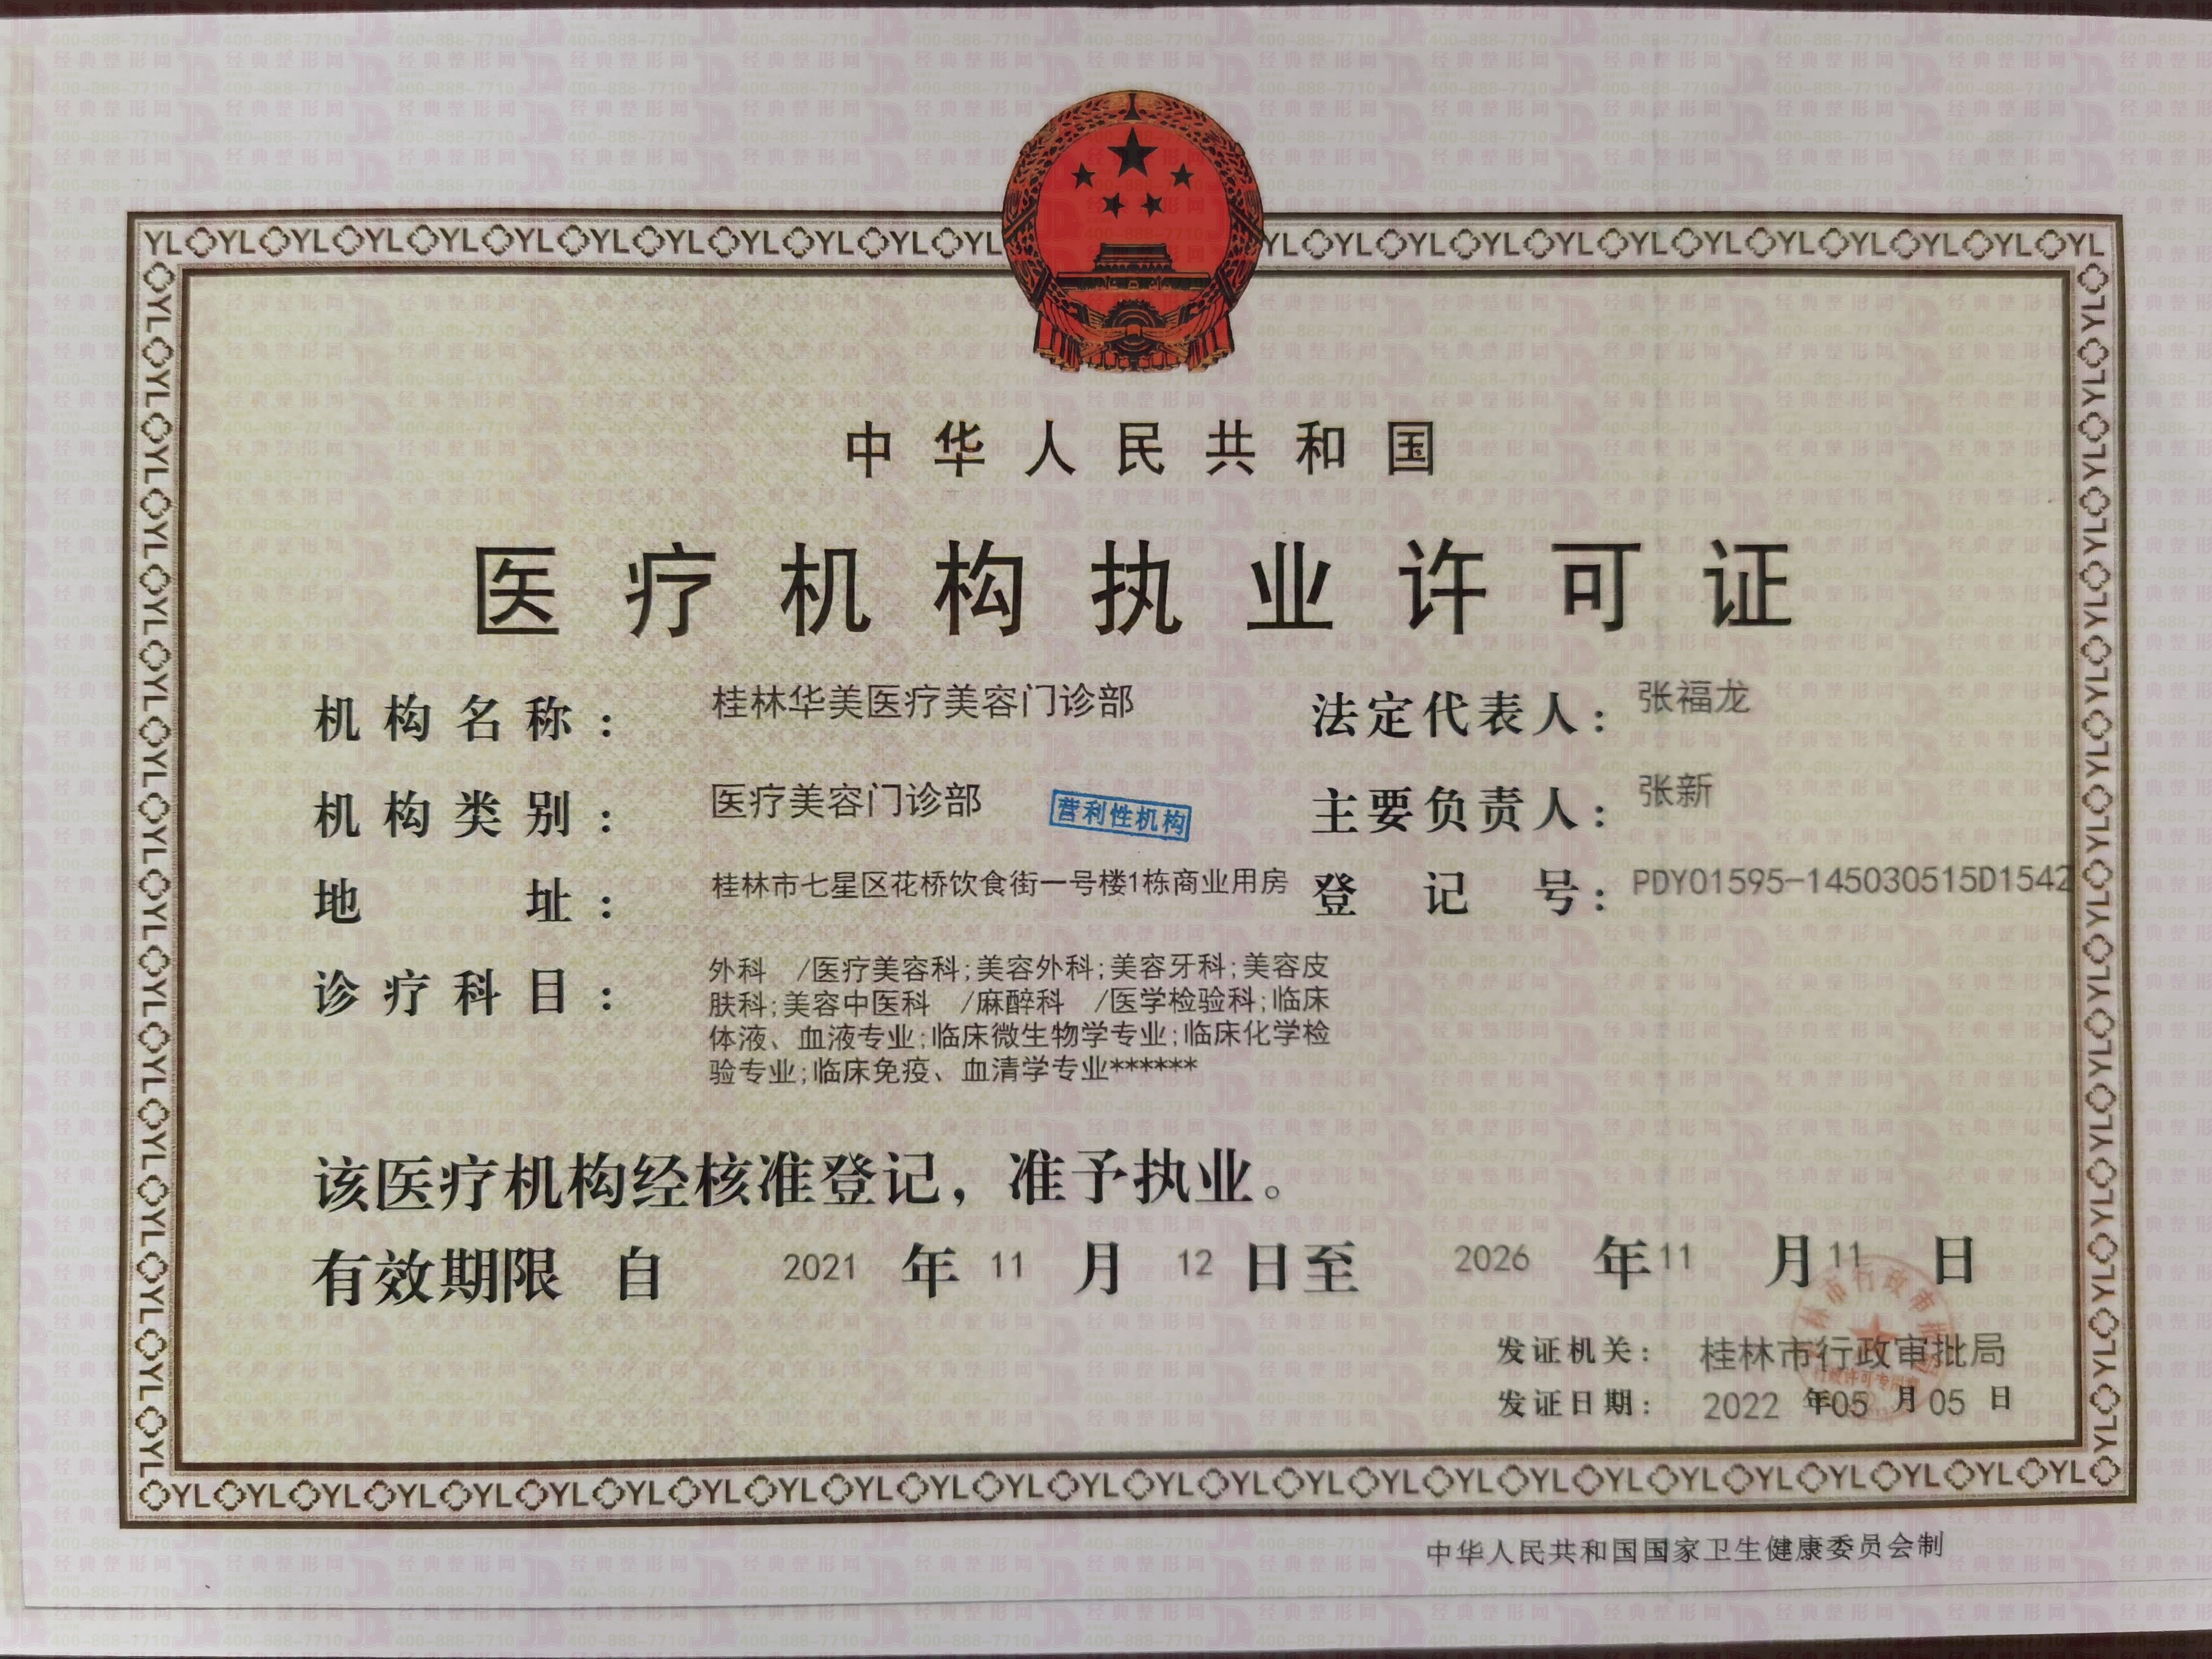 中华人民共和国
医疗机构执业许可证
机构名称: 桂林华美医疗美容门诊部 法定代表人: 张福龙
机构类别: 医疗美容门诊部 营利性机构 主要负责人: 张新
地址: 桂林市七星区花桥饮食街一号楼1栋商业用房 登记号: PDY01595-145030515D1542
诊疗科目: 外科 /医疗美容科;美容外科;美容牙科;美容皮
肤科;美容中医科 /麻醉科 /医学检验科;临床
体液、血液专业;临床微生物学专业;临床化学检
验专业;临床免疫、血清学专业******
该医疗机构经核准登记，准予执业。
有效期限 自 2021 年 11 月 12 日至 2026 年 11 月 11 日
发证机关: 桂林市行政审批局
发证日期: 2022 年 05 月 05 日
中华人民共和国国家卫生健康委员会制
经典整形网
400-888-7710